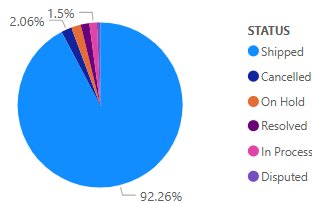 1.5%
2.06%
92.26%
STATUS
Shipped
Cancelled
On Hold
Resolved
In Process
Disputed